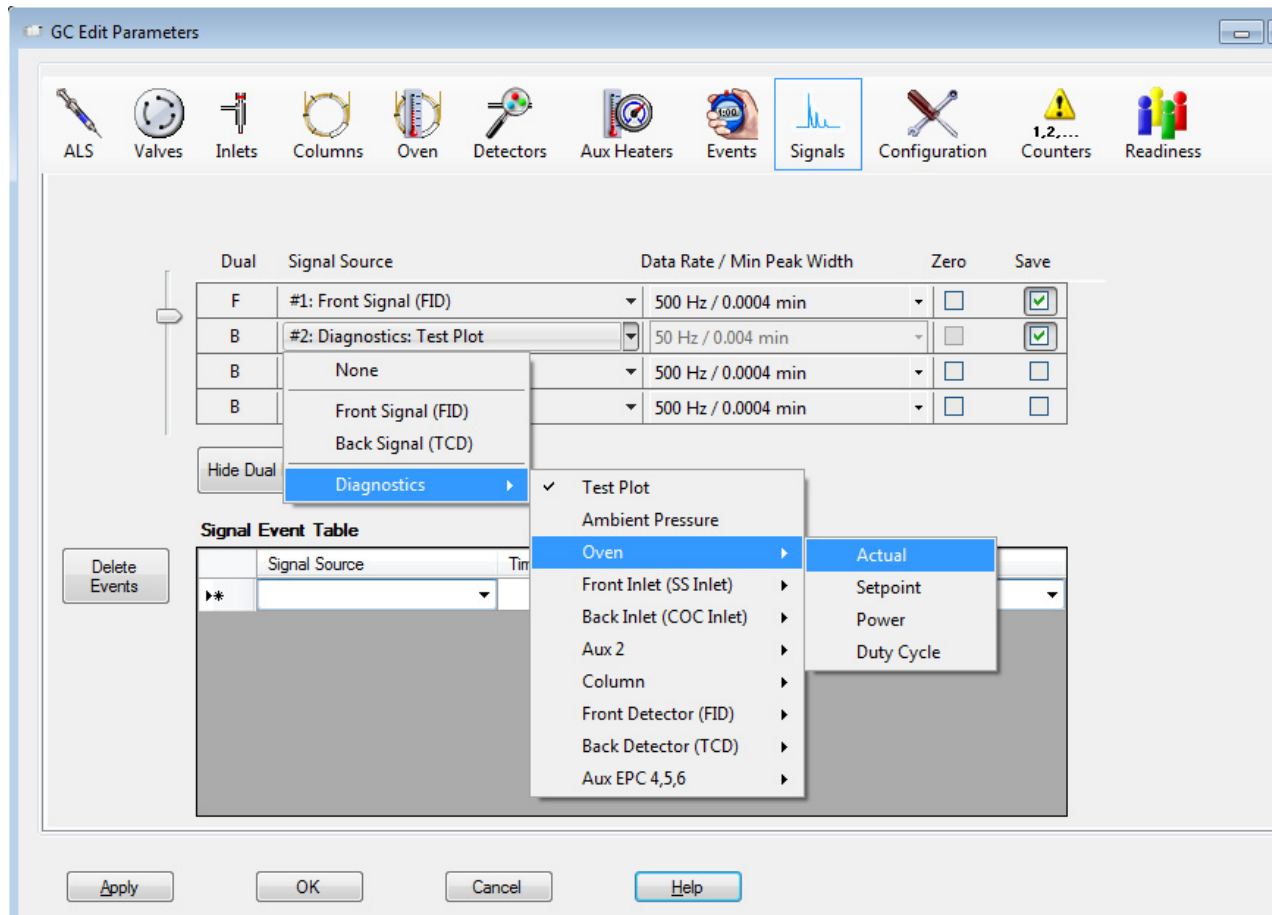 GC Edit Parameters
1:00
1,2,...
ALS Valves Inlets Columns Oven Detectors Aux Heaters Events Signals Configuration Counters Readiness
Dual Signal Source Data Rate / Min Peak Width Zero Save
F #1: Front Signal (FID) 500 Hz / 0.0004 min
B #2: Diagnostics: Test Plot 50 Hz / 0.004 min
B None 500 Hz / 0.0004 min
B Front Signal (FID) 500 Hz / 0.0004 min
Back Signal (TCD)
Hide Dual Diagnostics Test Plot
Ambient Pressure
Signal Event Table
Delete Events Signal Source Tim Oven Actual
Front Inlet (SS Inlet) Setpoint
Back Inlet (COC Inlet) Power
Aux 2 Duty Cycle
Column
Front Detector (FID)
Back Detector (TCD)
Aux EPC 4,5,6
Apply OK Cancel Help